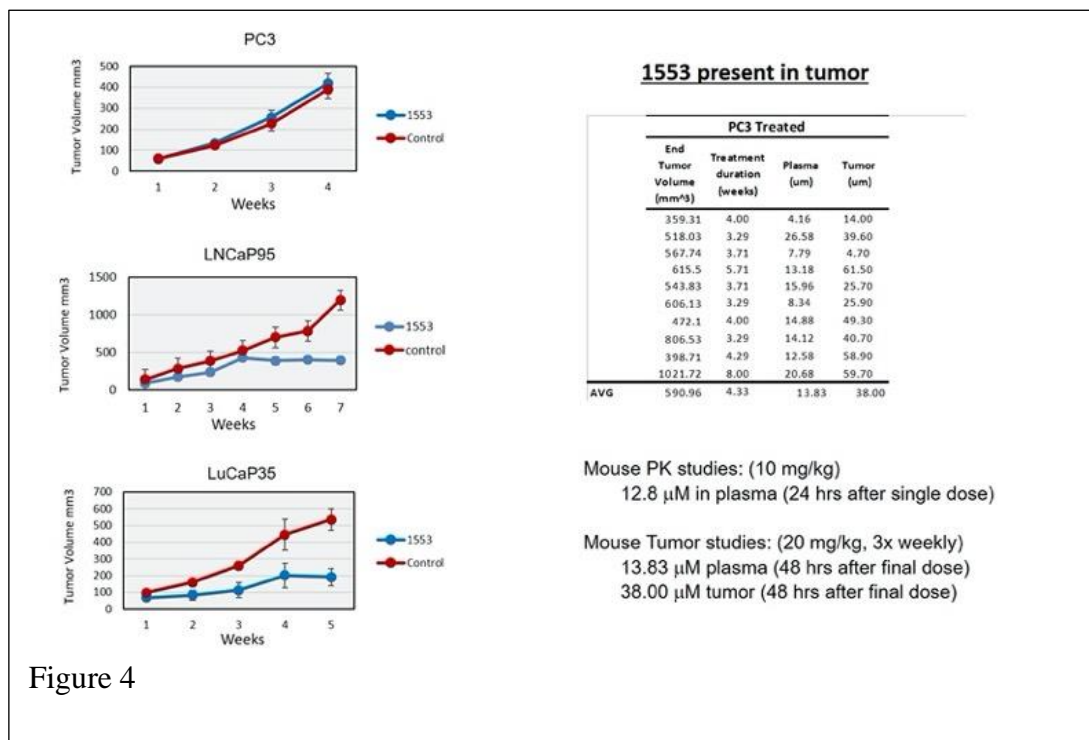 PC3
Tumor Volume mm3
500
400
300
200
100
0
1 2 3 4
Weeks
1553
Control
LNCaP95
Tumor Volume mm3
1500
1000
500
0
1 2 3 4 5 6 7
Weeks
1553
control
LuCaP35
Tumor Volume mm3
700
600
500
400
300
200
100
0
1 2 3 4 5
Weeks
1553
Control
1553 present in tumor
PC3 Treated
End Tumor Volume (mm^3) Treatment duration (weeks) Plasma (um) Tumor (um)
359.31 4.00 4.16 14.00
518.03 3.29 26.58 39.60
567.74 3.71 7.79 4.70
615.5 5.71 13.18 61.50
543.83 3.71 15.96 25.70
606.13 3.29 8.34 25.90
472.1 4.00 14.88 49.30
806.53 3.29 14.12 40.70
398.71 4.29 12.58 58.90
1021.72 8.00 20.68 59.70
AVG 590.96 4.33 13.83 38.00
Mouse PK studies: (10 mg/kg)
12.8 μM in plasma (24 hrs after single dose)
Mouse Tumor studies: (20 mg/kg, 3x weekly)
13.83 μM plasma (48 hrs after final dose)
38.00 μM tumor (48 hrs after final dose)
Figure 4